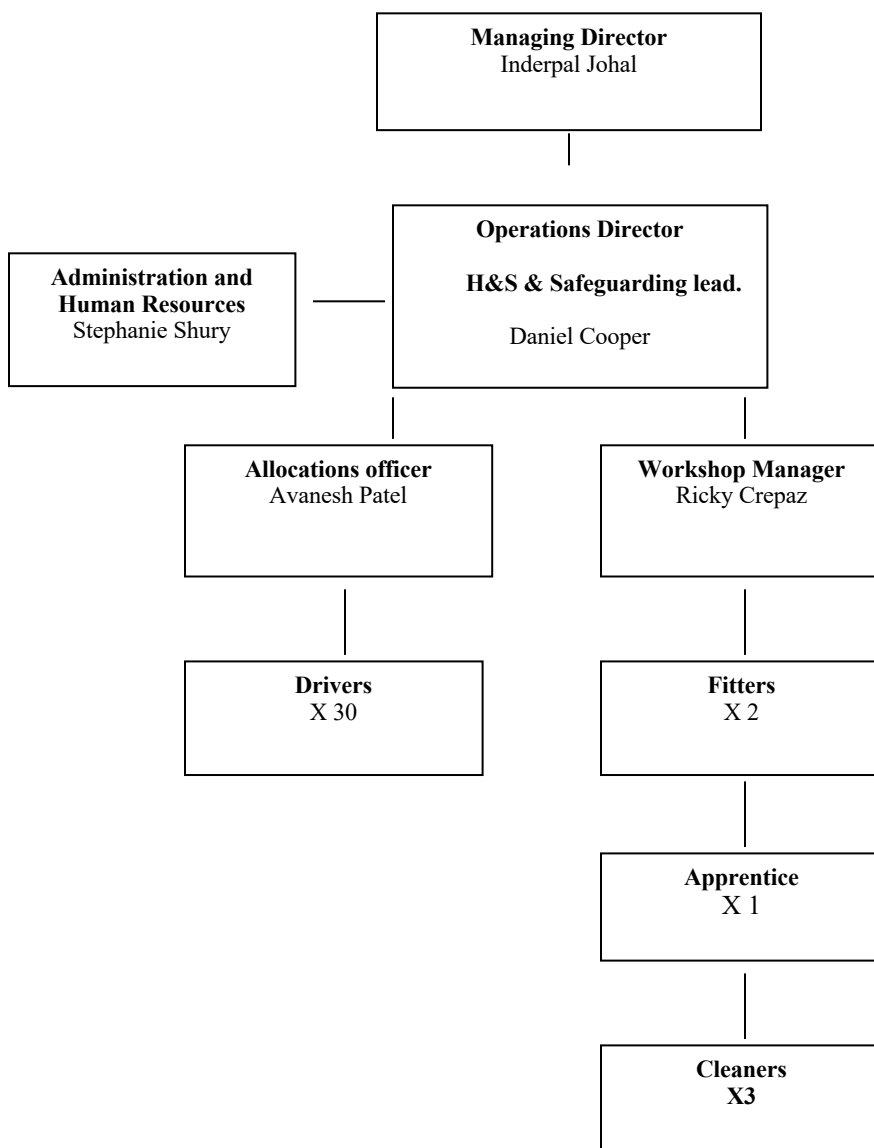 Managing Director
Inderpal Johal
Operations Director
H&S & Safeguarding lead.
Daniel Cooper
Administration and
Human Resources
Stephanie Shury
Allocations officer
Avanesh Patel
Workshop Manager
Ricky Crepaz
Drivers
X 30
Fitters
X 2
Apprentice
X 1
Cleaners
X3